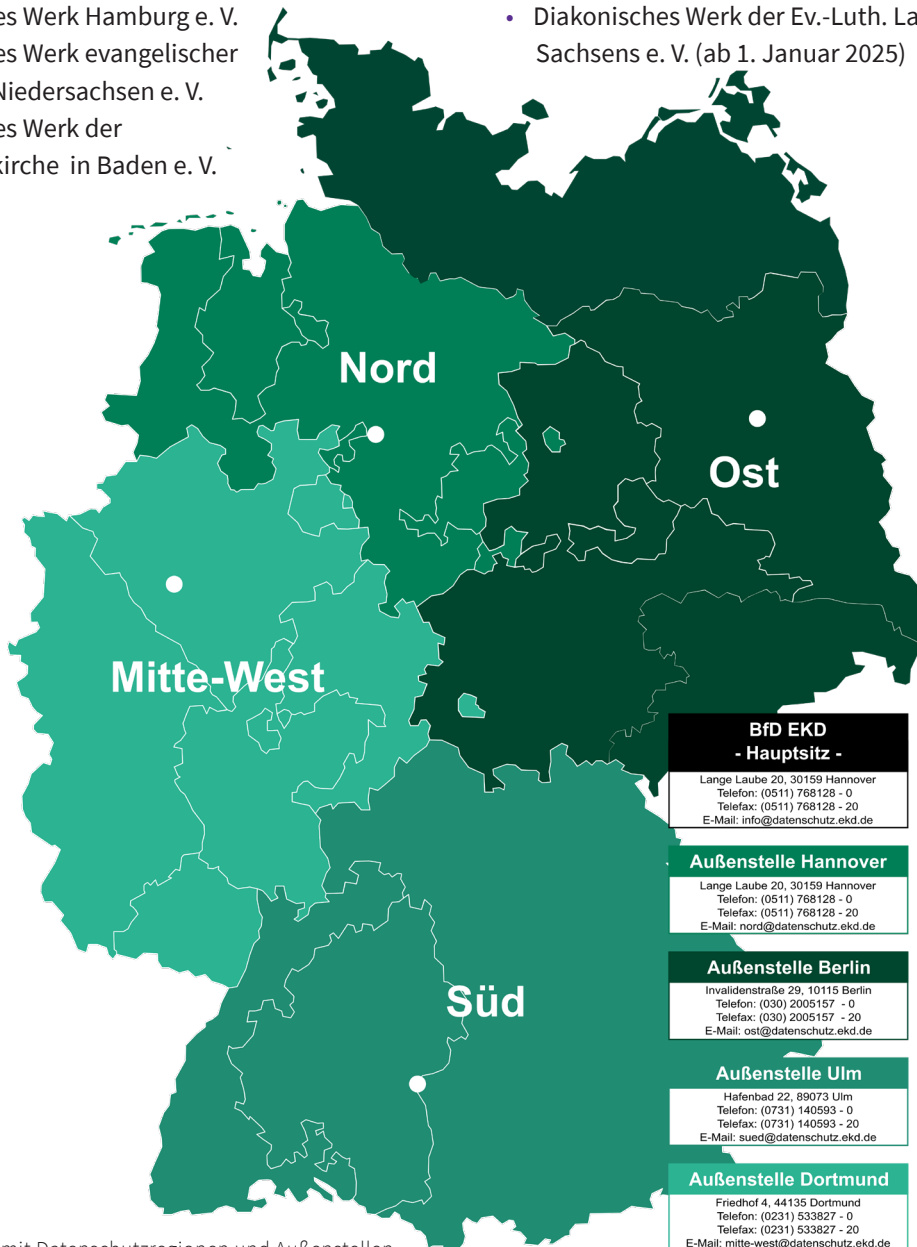 es Werk Hamburg e. V.
es Werk evangelischer
Niedersachsen e. V.
es Werk der
kirche in Baden e. V.
• Diakonisches Werk der Ev.-Luth. La
Sachsens e. V. (ab 1. Januar 2025)
Nord
Ost
Mitte-West
Süd
BfD EKD
- Hauptsitz -
Lange Laube 20, 30159 Hannover
Telefon: (0511) 768128 - 0
Telefax: (0511) 768128 - 20
E-Mail: info@datenschutz.ekd.de
Außenstelle Hannover
Lange Laube 20, 30159 Hannover
Telefon: (0511) 768128 - 0
Telefax: (0511) 768128 - 20
E-Mail: nord@datenschutz.ekd.de
Außenstelle Berlin
Invalidenstraße 29, 10115 Berlin
Telefon: (030) 2005157 - 0
Telefax: (030) 2005157 - 20
E-Mail: ost@datenschutz.ekd.de
Außenstelle Ulm
Hafenbad 22, 89073 Ulm
Telefon: (0731) 140593 - 0
Telefax: (0731) 140593 - 20
E-Mail: sued@datenschutz.ekd.de
Außenstelle Dortmund
Friedhof 4, 44135 Dortmund
Telefon: (0231) 533827 - 0
Telefax: (0231) 533827 - 20
E-Mail: mitte-west@datenschutz.ekd.de
mit Datenschutzregionen und Außenstellen